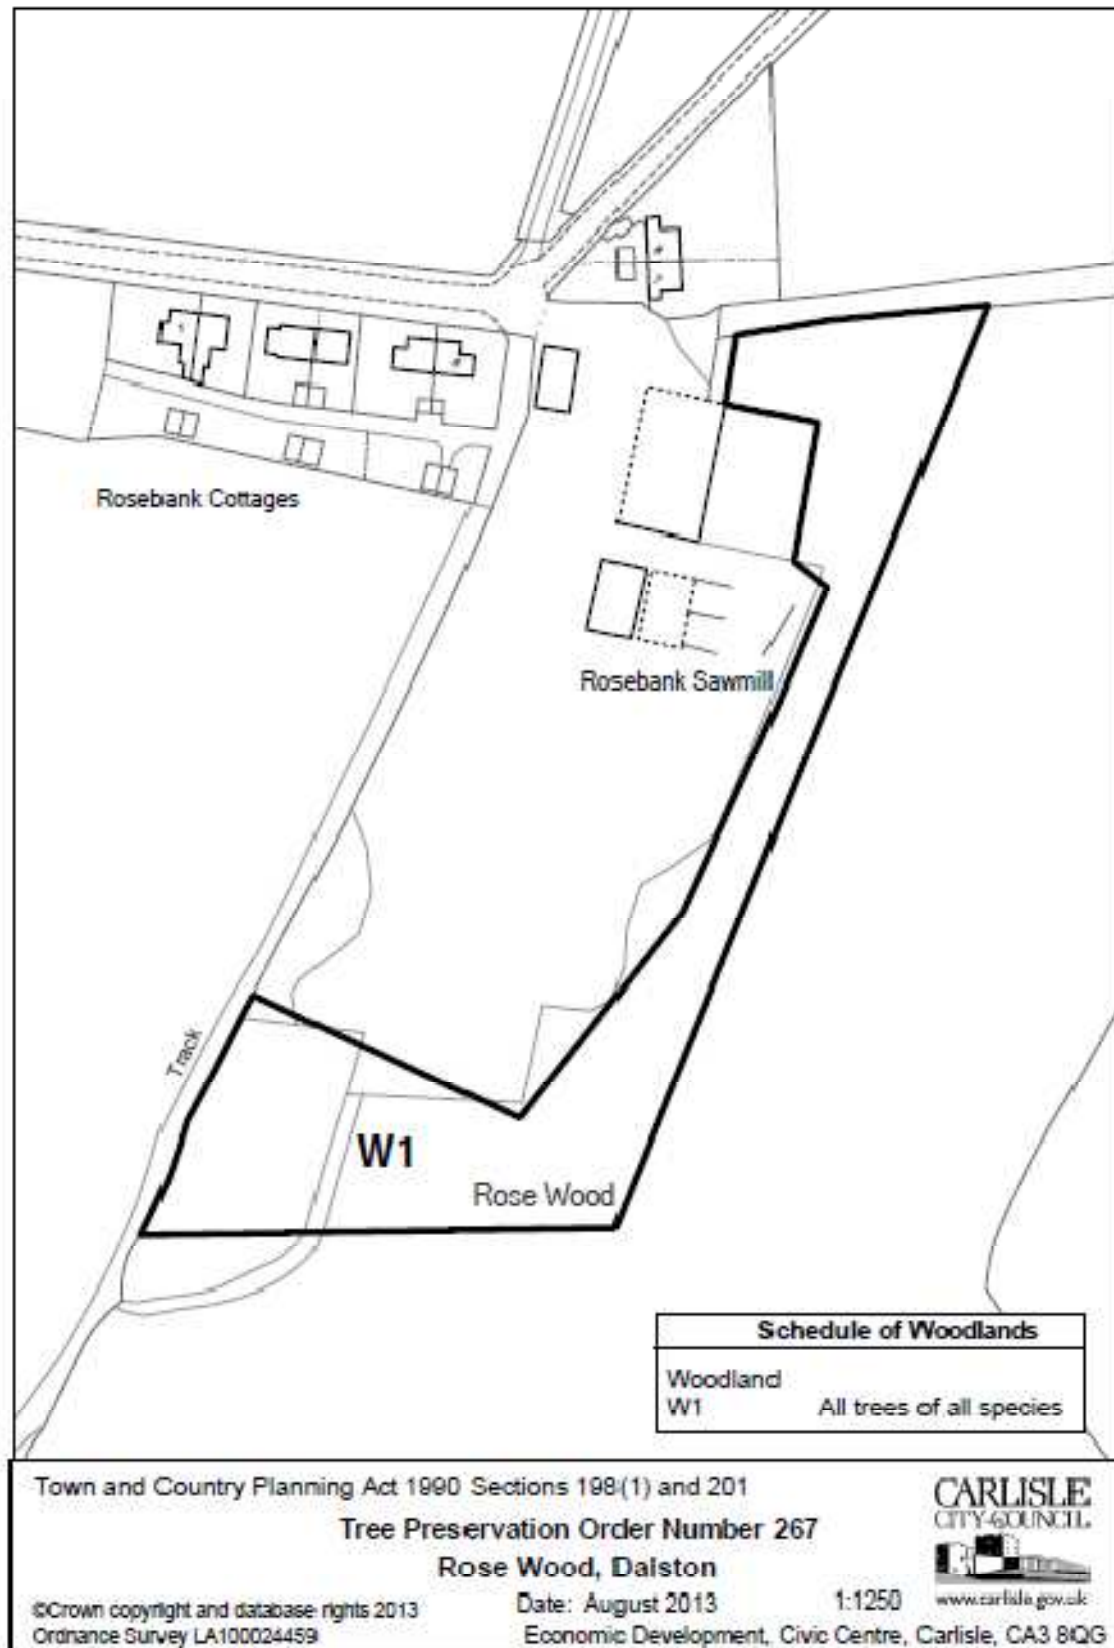 Rosebank Cottages
Rosebank Sawmill
Track
W1
Rose Wood
Schedule of Woodlands
Woodland
W1 All trees of all species
Town and Country Planning Act 1990 Sections 198(1) and 201
Tree Preservation Order Number 267
Rose Wood, Dalston
©Crown copyright and database rights 2013
Ordnance Survey LA100024459
Date: August 2013 1:1250
Economic Development, Civic Centre, Carlisle, CA3 8QG
CARLISLE
CITY-COUNCIL
www.carlisle.gov.uk